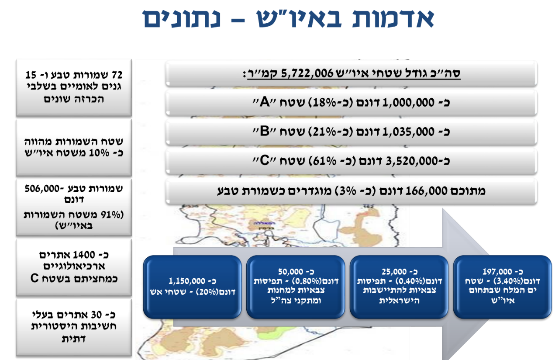 אדמות באיו"ש – נתונים
סה"כ גודל שטחי איו"ש 5,722,006 קמ"ר:
כ- 1,000,000 דונם (כ-18%) שטח "A"
כ- 1,035,000 דונם (כ-21%) שטח "B"
כ-3,520,000 דונם (כ- 61%) שטח "C"
מתוכם 166,000 דונם (כ- 3%) מוגדרים כשמורת טבע
72 שמורות טבע ו- 15
גנים לאומיים בשלבי
הכרזה שונים
שטח השמורות מהווה
כ- 10% משטח איו"ש
שמורות טבע -506,000
דונם
(91% משטח השמורות
באיו"ש)
כ- 1400 אתרים
ארכיאולוגיים
כמחציתם בשטח C
כ- 30 אתרים בעלי
חשיבות היסטורית
דתית
כ- 197,000
דונם(3.40%) - שטח
ים המלח שבתחום
איו"ש
כ- 25,000
דונם(0.40%) - תפיסות
צבאיות להתיישבות
הישראלית
כ- 50,000
דונם(0.80%) - תפיסות
צבאיות למחנות
ומתקני צה"ל
כ- 1,150,000
דונם(20%) - שטחי אש